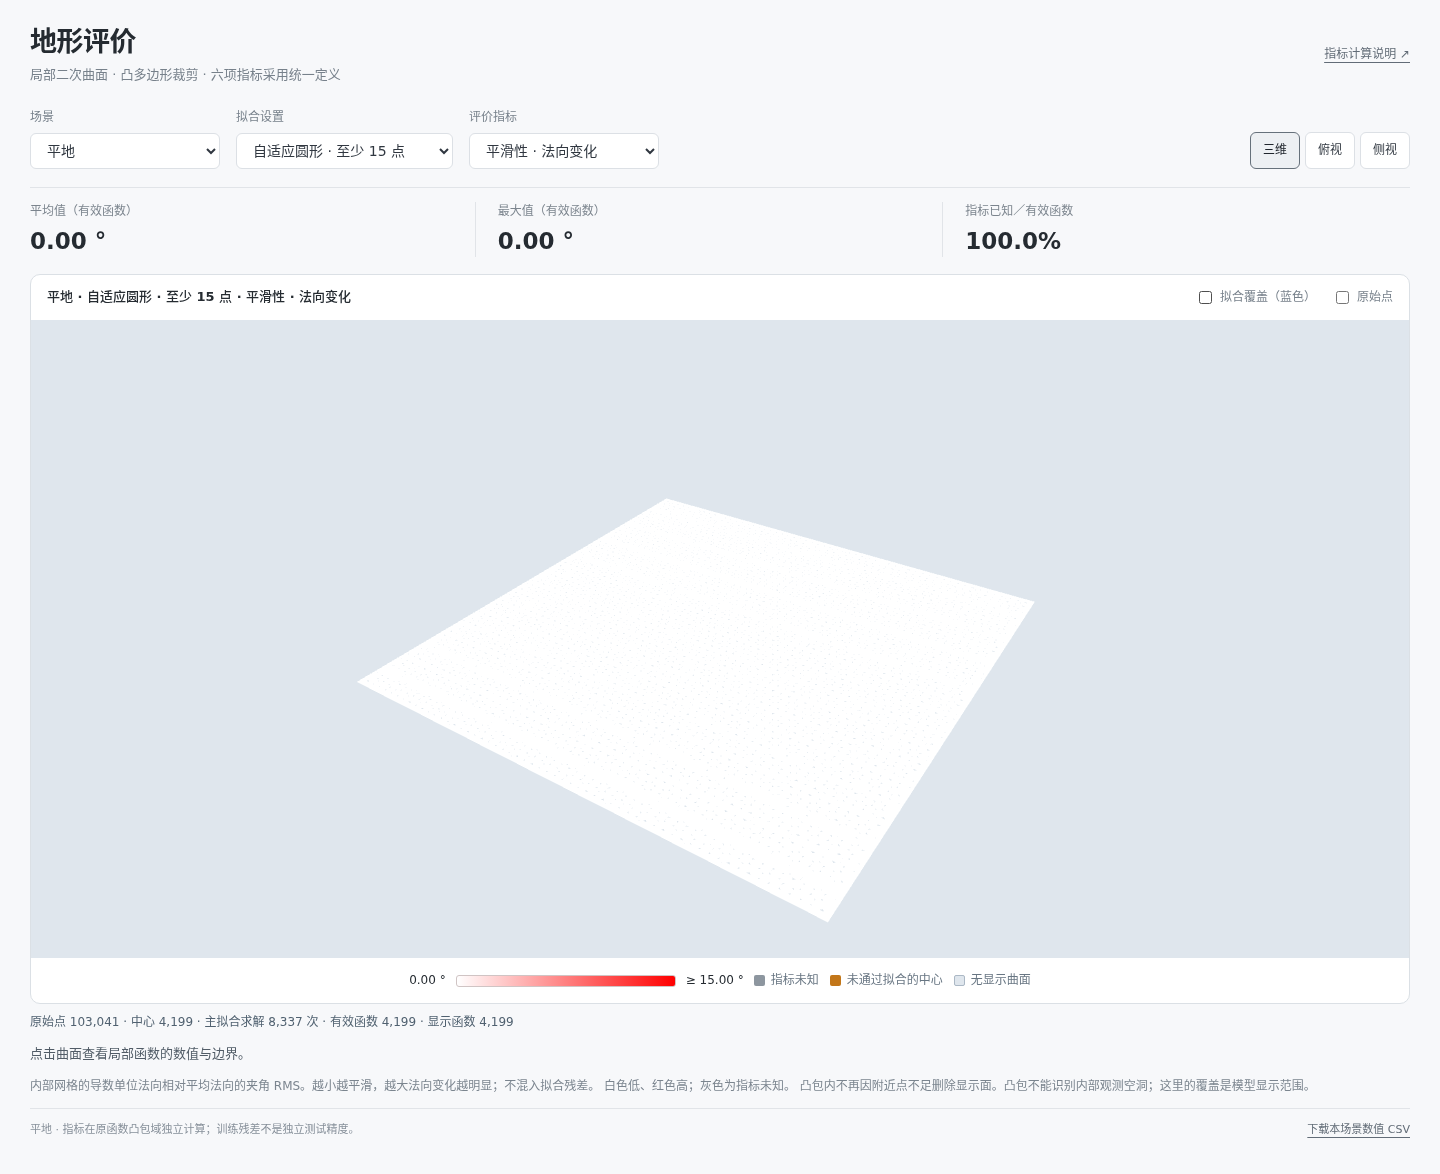 地形评价
局部二次曲面 · 凸多边形裁剪 · 六项指标采用统一定义
指标计算说明 ↗
场景
拟合设置
评价指标
平地
自适应圆形 · 至少 15 点
平滑性 · 法向变化
三维
俯视
侧视
平均值（有效函数）
最大值（有效函数）
指标已知／有效函数
0.00 °
0.00 °
100.0%
平地 · 自适应圆形 · 至少 15 点 · 平滑性 · 法向变化
拟合覆盖（蓝色）
原始点
0.00 °
≥ 15.00 °
指标未知
未通过拟合的中心
无显示曲面
原始点 103,041 · 中心 4,199 · 主拟合求解 8,337 次 · 有效函数 4,199 · 显示函数 4,199
点击曲面查看局部函数的数值与边界。
内部网格的导数单位法向相对平均法向的夹角 RMS。越小越平滑，越大法向变化越明显；不混入拟合残差。 白色低、红色高；灰色为指标未知。 凸包内不再因附近点不足删除显示面。凸包不能识别内部观测空洞；这里的覆盖是模型显示范围。
平地 · 指标在原函数凸包域独立计算；训练残差不是独立测试精度。
下载本场景数值 CSV